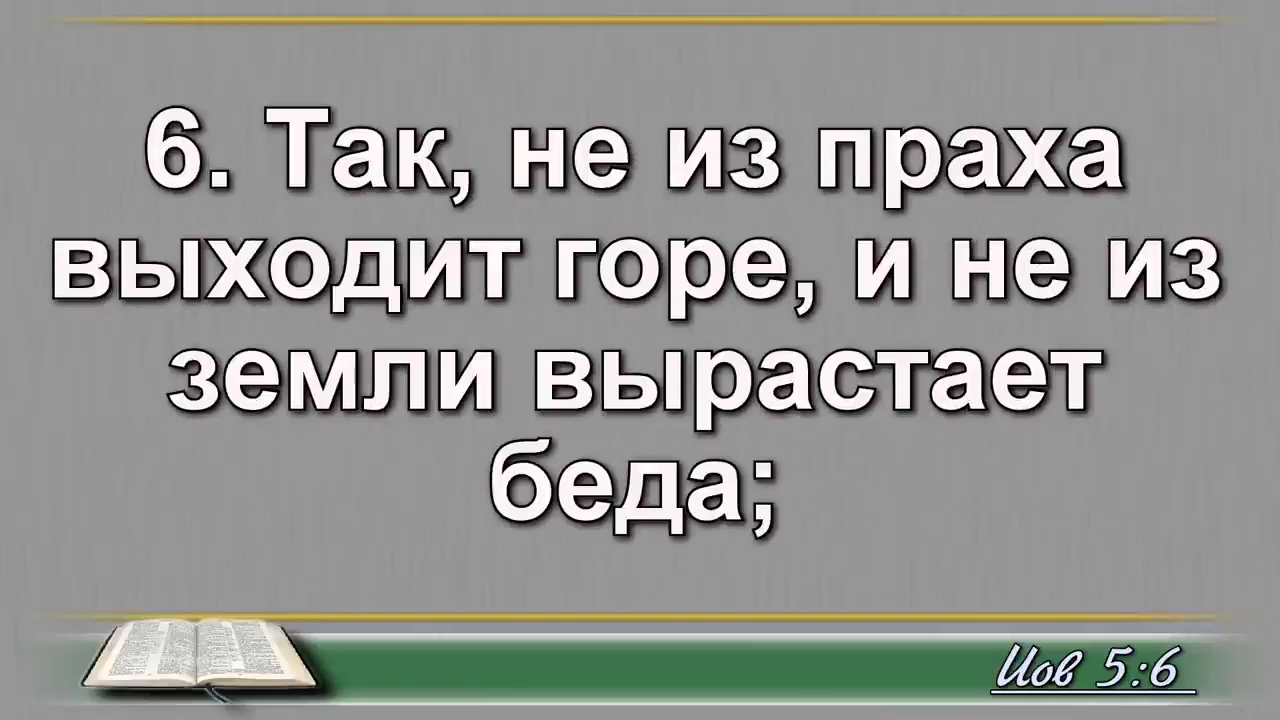 6. Так, не из праха
выходит горе, и не из
земли вырастает
беда;
Иов 5:6